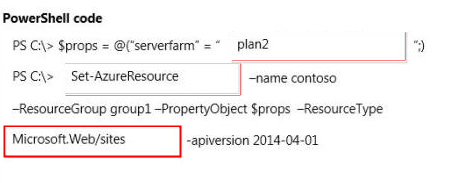 PowerShell code
PS C:\> $props = @{“serverfarm” = “ plan2 ”;}
PS C:\> Set-AzureResource –name contoso
–ResourceGroup group1 –PropertyObject $props –ResourceType
Microsoft.Web/sites -apiversion 2014-04-01